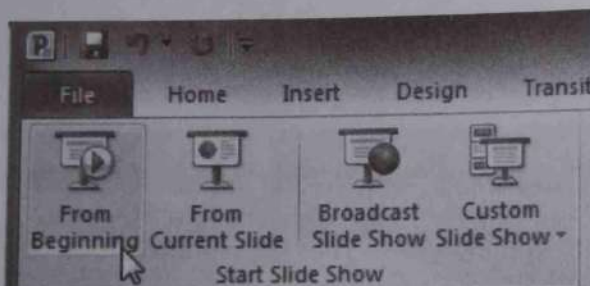 P
File Home Insert Design Transit
From From Broadcast Custom
Beginning Current Slide Slide Show Slide Show
Start Slide Show